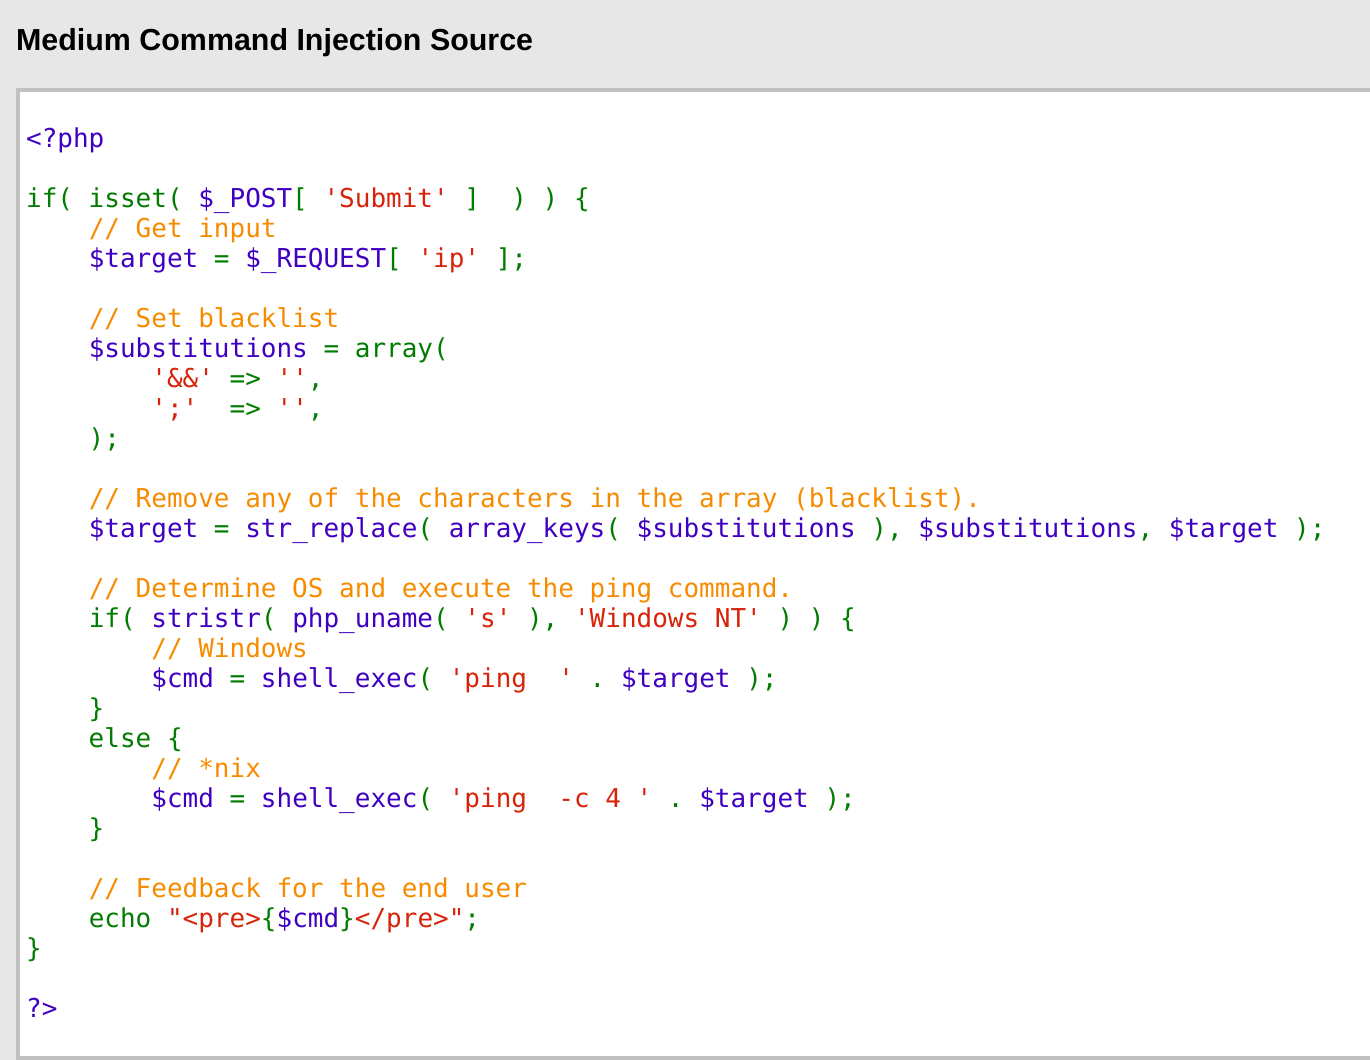 Medium Command Injection Source
<?php
if( isset( $_POST[ 'Submit' ]  ) ) {
    // Get input
    $target = $_REQUEST[ 'ip' ];
    // Set blacklist
    $substitutions = array(
        '&&' => '',
        ';'  => '',
    );
    // Remove any of the characters in the array (blacklist).
    $target = str_replace( array_keys( $substitutions ), $substitutions, $target );
    // Determine OS and execute the ping command.
    if( stristr( php_uname( 's' ), 'Windows NT' ) ) {
        // Windows
        $cmd = shell_exec( 'ping  ' . $target );
    }
    else {
        // *nix
        $cmd = shell_exec( 'ping  -c 4 ' . $target );
    }
    // Feedback for the end user
    echo "<pre>{$cmd}</pre>";
}
?>